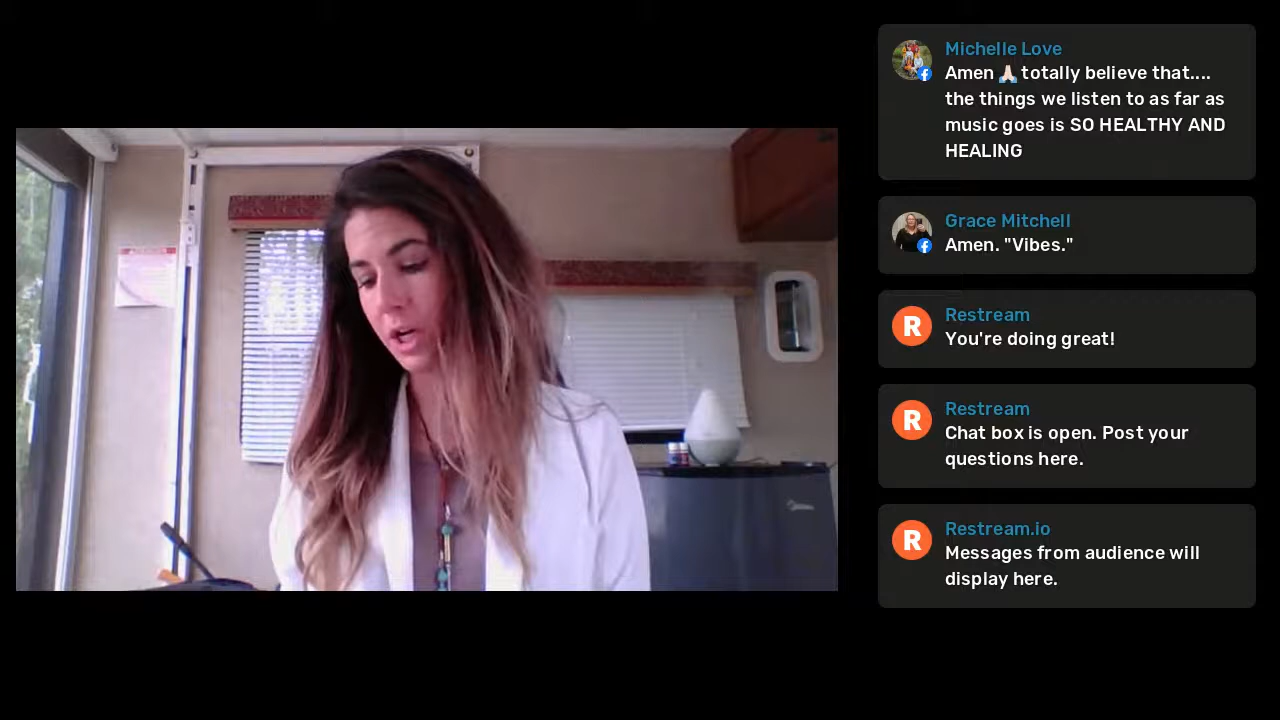 Michelle Love
Amen 🙏🏻 totally believe that....
the things we listen to as far as
music goes is SO HEALTHY AND
HEALING
Grace Mitchell
Amen. "Vibes."
R
Restream
You're doing great!
R
Restream
Chat box is open. Post your
questions here.
R
Restream.io
Messages from audience will
display here.